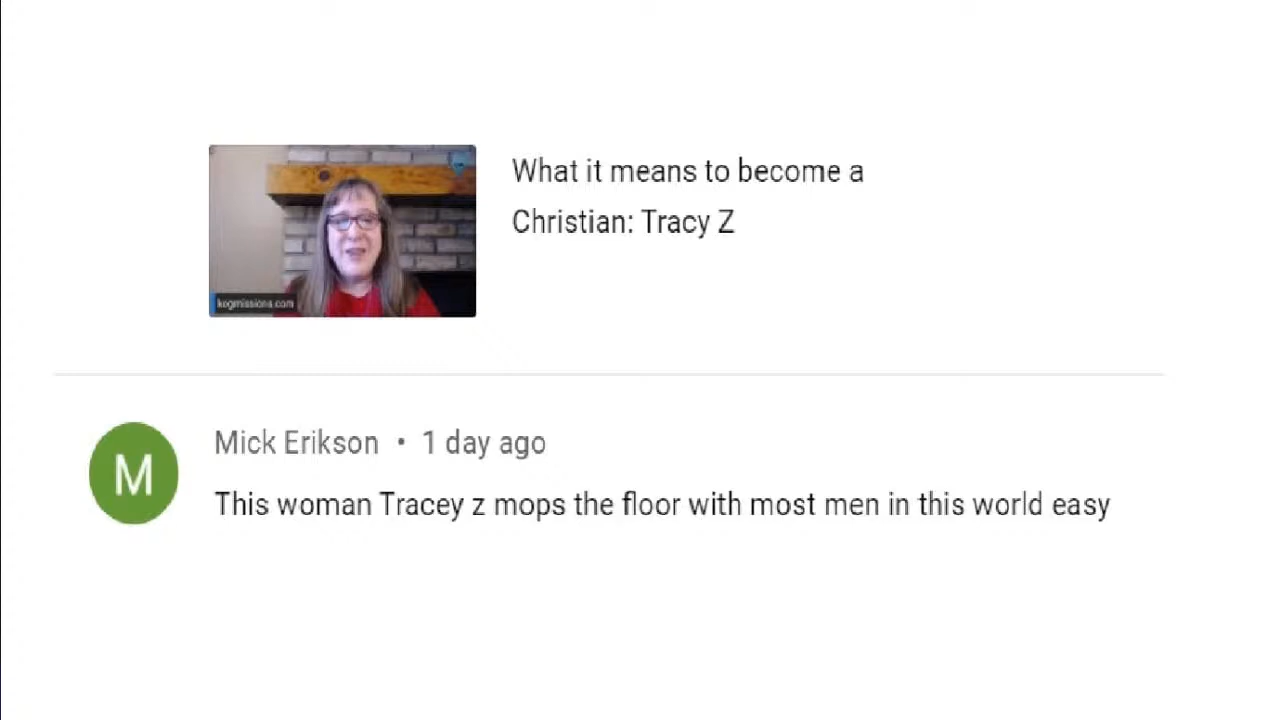 What it means to become a
Christian: Tracy Z
kogmissions.com
Mick Erikson • 1 day ago
M
This woman Tracey z mops the floor with most men in this world easy